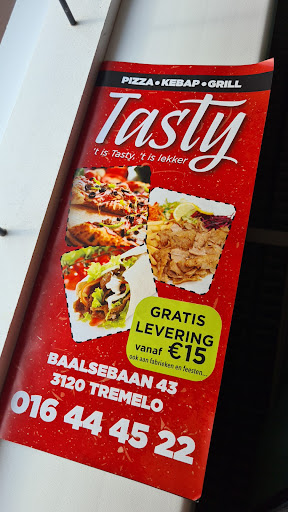 PIZZA • KEBAP • GRILL
Tasty
't is Tasty, 't is lekker
GRATIS
LEVERING
vanaf €15
ook aan fabrieken en feesten...
BAALSEBAAN 43
3120 TREMELO
016 44 45 22